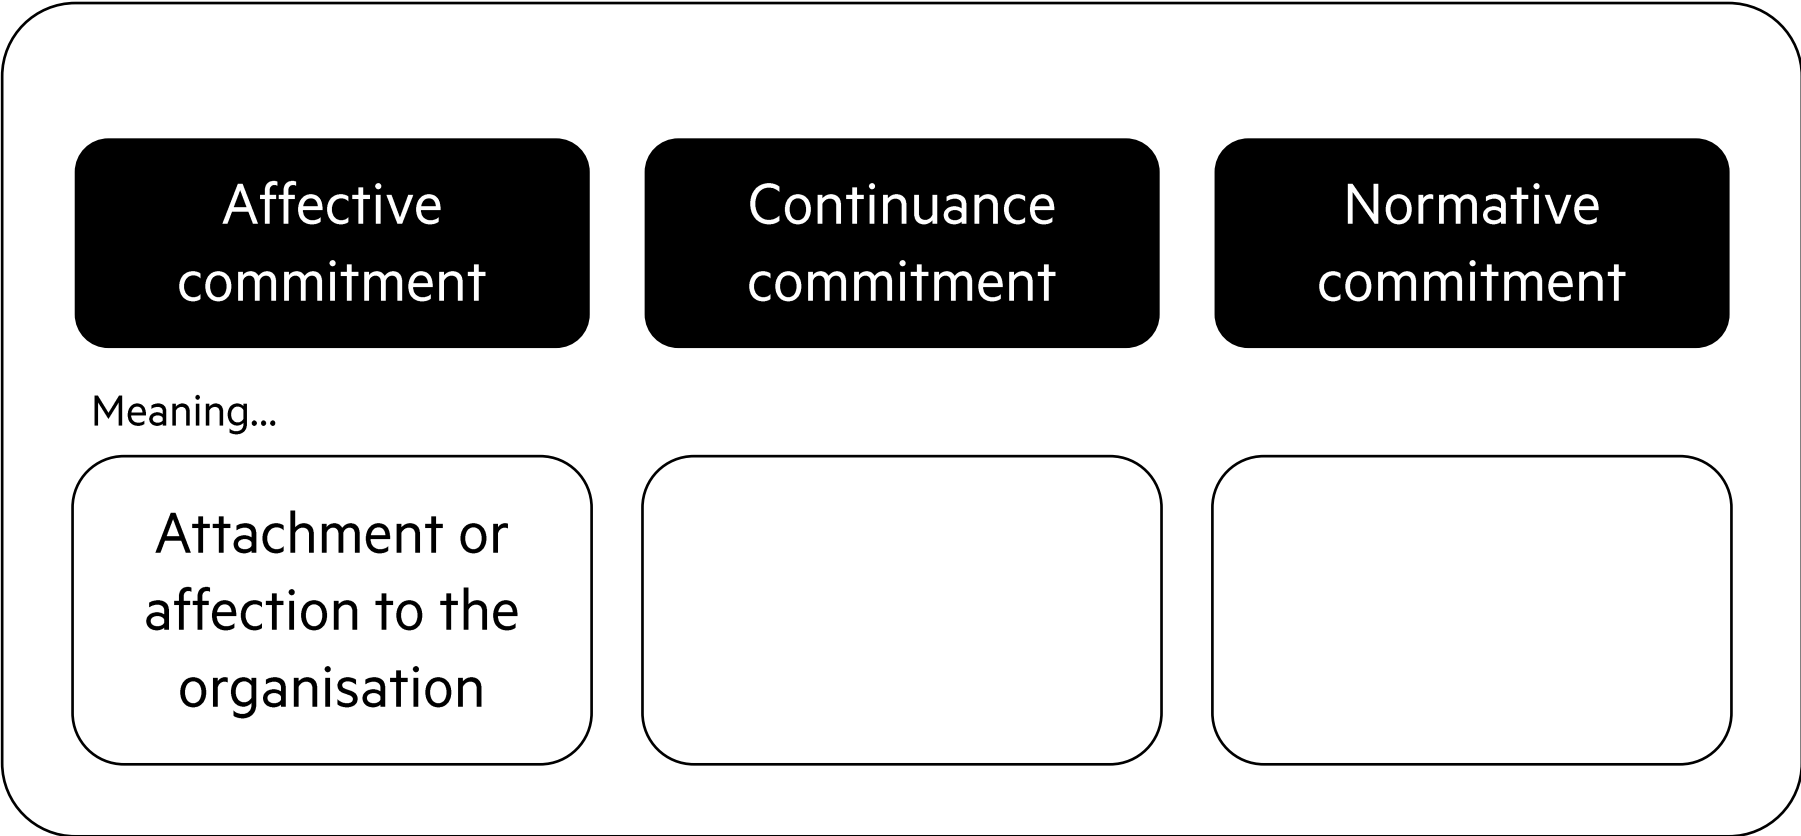 Affective
commitment
Continuance
commitment
Normative
commitment
Meaning...
Attachment or
affection to the
organisation